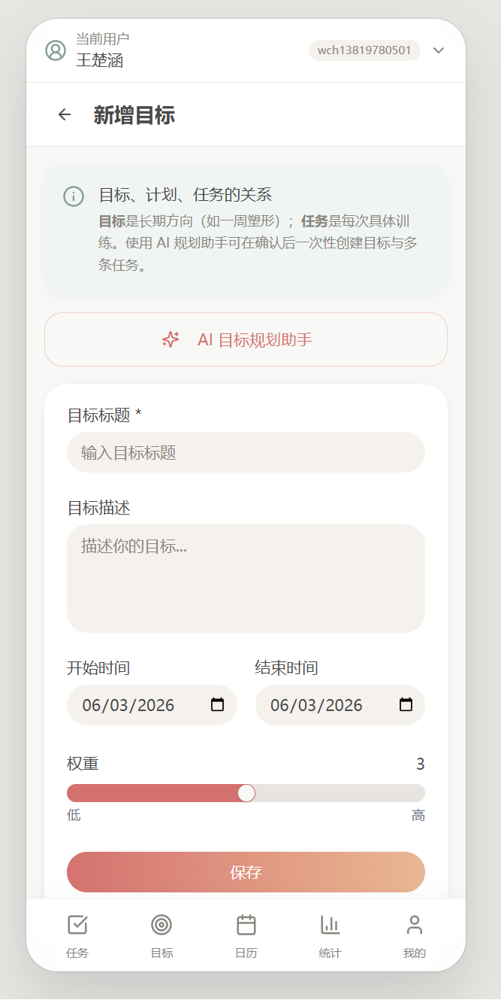 当前用户
王楚涵
wch13819780501
新增目标
目标、计划、任务的关系
目标是长期方向（如一周塑形）；任务是每次具体训
练。使用 AI 规划助手可在确认后一次性创建目标与多
条任务。
AI 目标规划助手
目标标题 *
输入目标标题
目标描述
描述你的目标...
开始时间
结束时间
06/03/2026
06/03/2026
权重
3
低
高
保存
任务
目标
日历
统计
我的